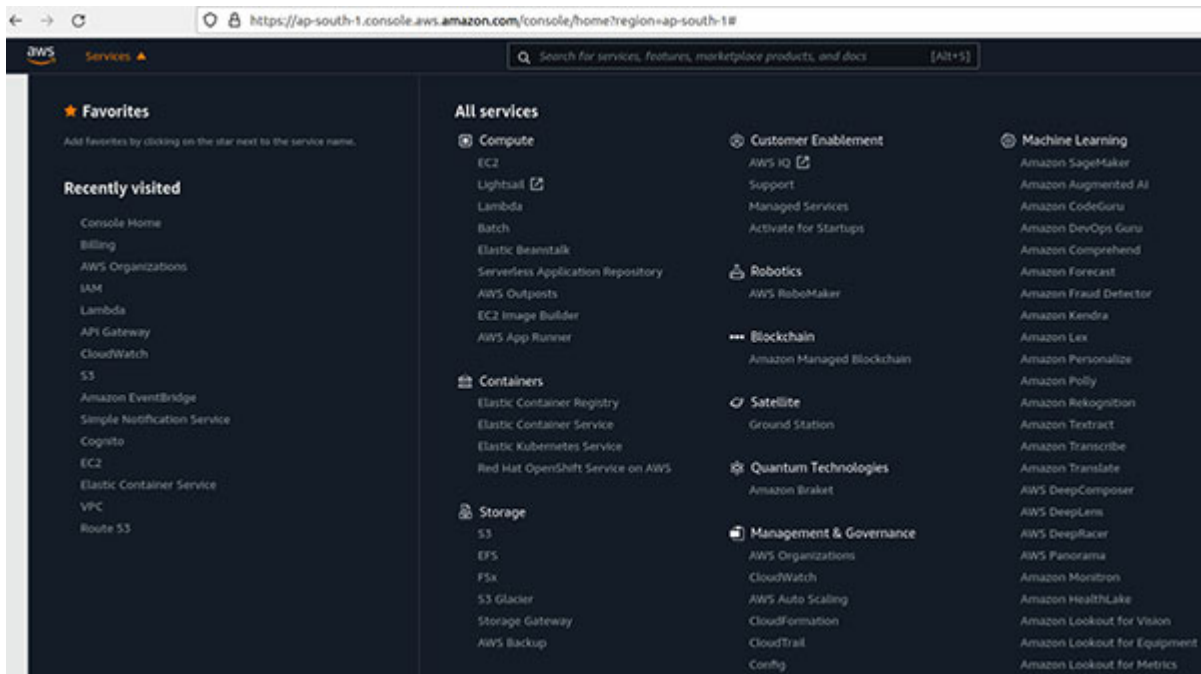 https://ap-south-1.console.aws.amazon.com/console/home?region=ap-south-1#
aws
Services
Search for services, features, marketplace products, and docs
[Alt+S]
Favorites
Add favorites by clicking on the star next to the service name.
Recently visited
Console Home
Billing
AWS Organizations
IAM
Lambda
API Gateway
CloudWatch
S3
Amazon EventBridge
Simple Notification Service
Cognito
EC2
Elastic Container Service
VPC
Route 53
All services
Compute
EC2
Lightsail
Lambda
Batch
Elastic Beanstalk
Serverless Application Repository
AWS Outposts
EC2 Image Builder
AWS App Runner
Containers
Elastic Container Registry
Elastic Container Service
Elastic Kubernetes Service
Red Hat OpenShift Service on AWS
Storage
S3
EFS
FSx
S3 Glacier
Storage Gateway
AWS Backup
Customer Enablement
AWS IQ
Support
Managed Services
Activate for Startups
Robotics
AWS RoboMaker
Blockchain
Amazon Managed Blockchain
Satellite
Ground Station
Quantum Technologies
Amazon Braket
Management & Governance
AWS Organizations
CloudWatch
AWS Auto Scaling
CloudFormation
CloudTrail
Config
Machine Learning
Amazon SageMaker
Amazon Augmented AI
Amazon CodeGuru
Amazon DevOps Guru
Amazon Comprehend
Amazon Forecast
Amazon Fraud Detector
Amazon Kendra
Amazon Lex
Amazon Personalize
Amazon Polly
Amazon Rekognition
Amazon Textract
Amazon Transcribe
Amazon Translate
AWS DeepComposer
AWS DeepLens
AWS DeepRacer
AWS Panorama
Amazon Monitron
Amazon HealthLake
Amazon Lookout for Vision
Amazon Lookout for Equipment
Amazon Lookout for Metrics